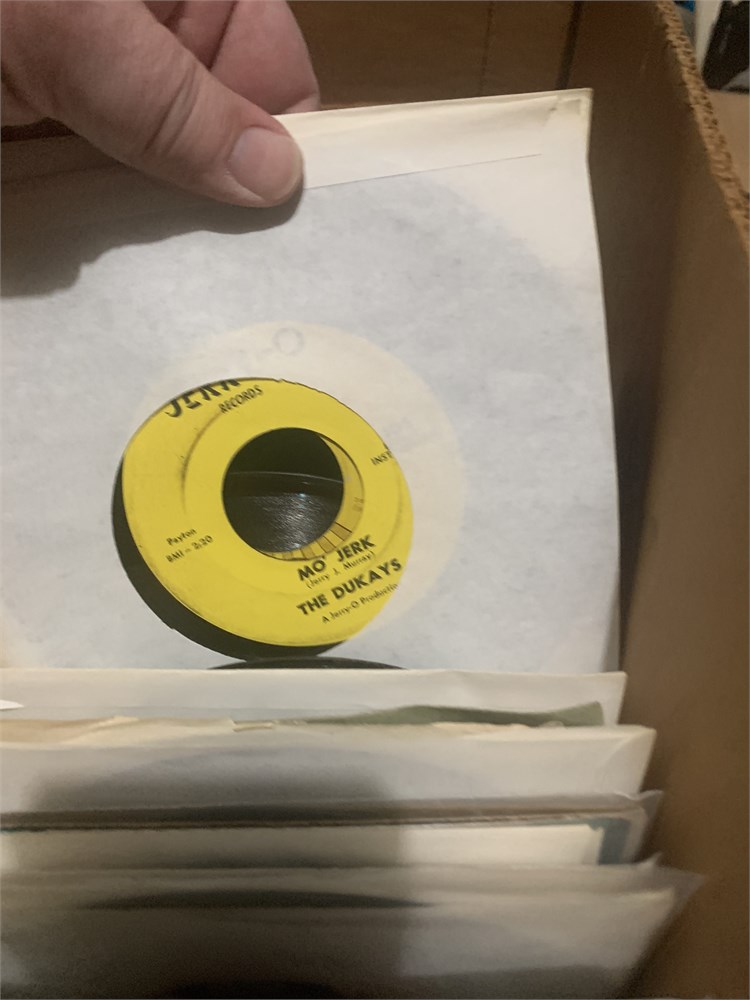 RECORDS
INST
Payton
BMI - 2:20
MO' JERK
(Jerry J. Murray)
THE DUKAYS
A Jerry-O Productio